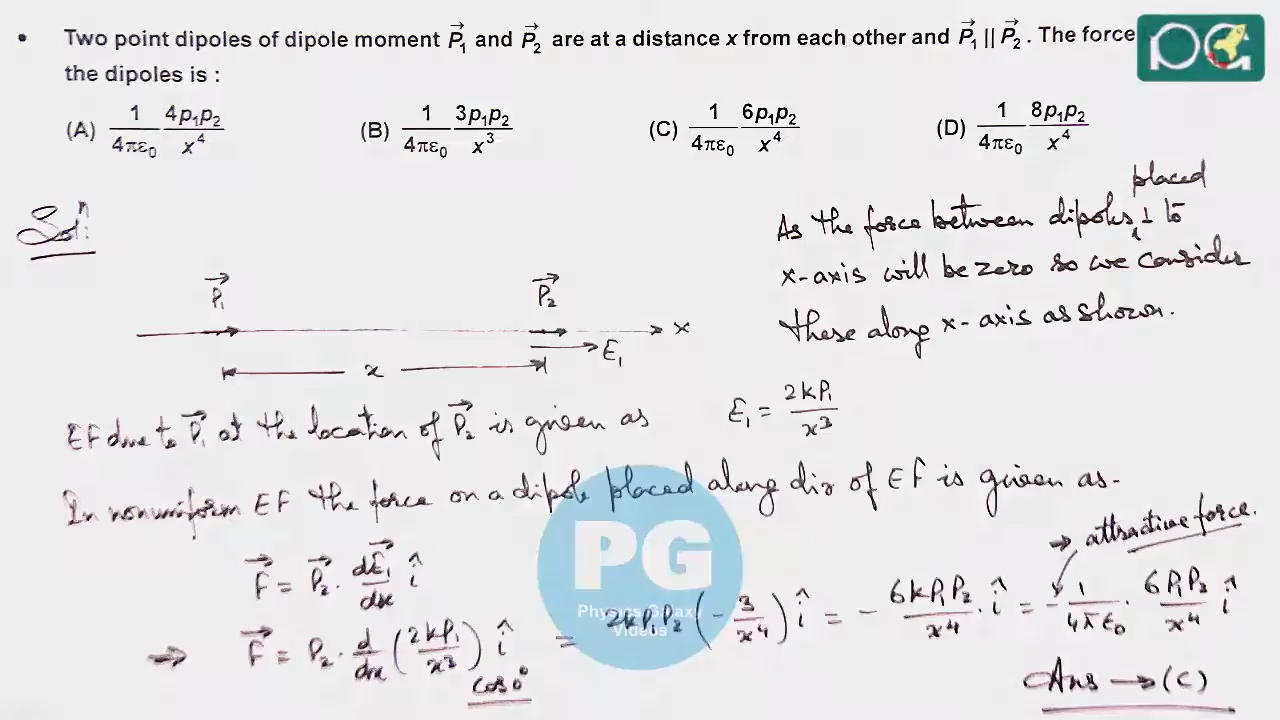 • Two point dipoles of dipole moment P⃗₁ and P⃗₂ are at a distance x from each other and P⃗₁ || P⃗₂. The force
the dipoles is :
(A) 1/4πε₀ 4p₁p₂/x⁴ (B) 1/4πε₀ 3p₁p₂/x³ (C) 1/4πε₀ 6p₁p₂/x⁴ (D) 1/4πε₀ 8p₁p₂/x⁴
PG
Solⁿ:
placed
As the force between dipoles ⊥ to
x-axis will be zero so we consider
these along x-axis as shown.
P⃗₁ P⃗₂
x
E₁
x
EF due to P⃗₁ at the location of P⃗₂ is given as E₁ = 2kP₁/x³
In nonuniform EF the force on a dipole placed along dir of EF is given as-
PG
Physics Galaxy
Videos
→ attractive force.
F⃗ = P⃗₂ · dE⃗₁/dx î
⇒ F⃗ = P₂ · d/dx (2kP₁/x³) î = 2kP₁P₂ (-3/x⁴) î = - 6kP₁P₂/x⁴ · î = - 1/4πε₀ · 6P₁P₂/x⁴ î
cos0°
Ans → (C)